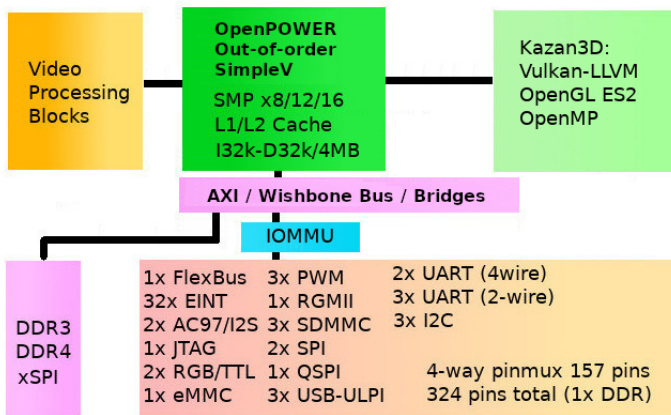 Video
Processing
Blocks
OpenPOWER
Out-of-order
SimpleV
SMP x8/12/16
L1/L2 Cache
I32k-D32k/4MB
Kazan3D:
Vulkan-LLVM
OpenGL ES2
OpenMP
AXI / Wishbone Bus / Bridges
IOMMU
DDR3
DDR4
xSPI
1x FlexBus
32x EINT
2x AC97/I2S
1x JTAG
2x RGB/TTL
1x eMMC
3x PWM
1x RGMII
3x SDMMC
2x SPI
1x QSPI
3x USB-ULPI
2x UART (4wire)
3x UART (2-wire)
3x I2C
4-way pinmux 157 pins
324 pins total (1x DDR)